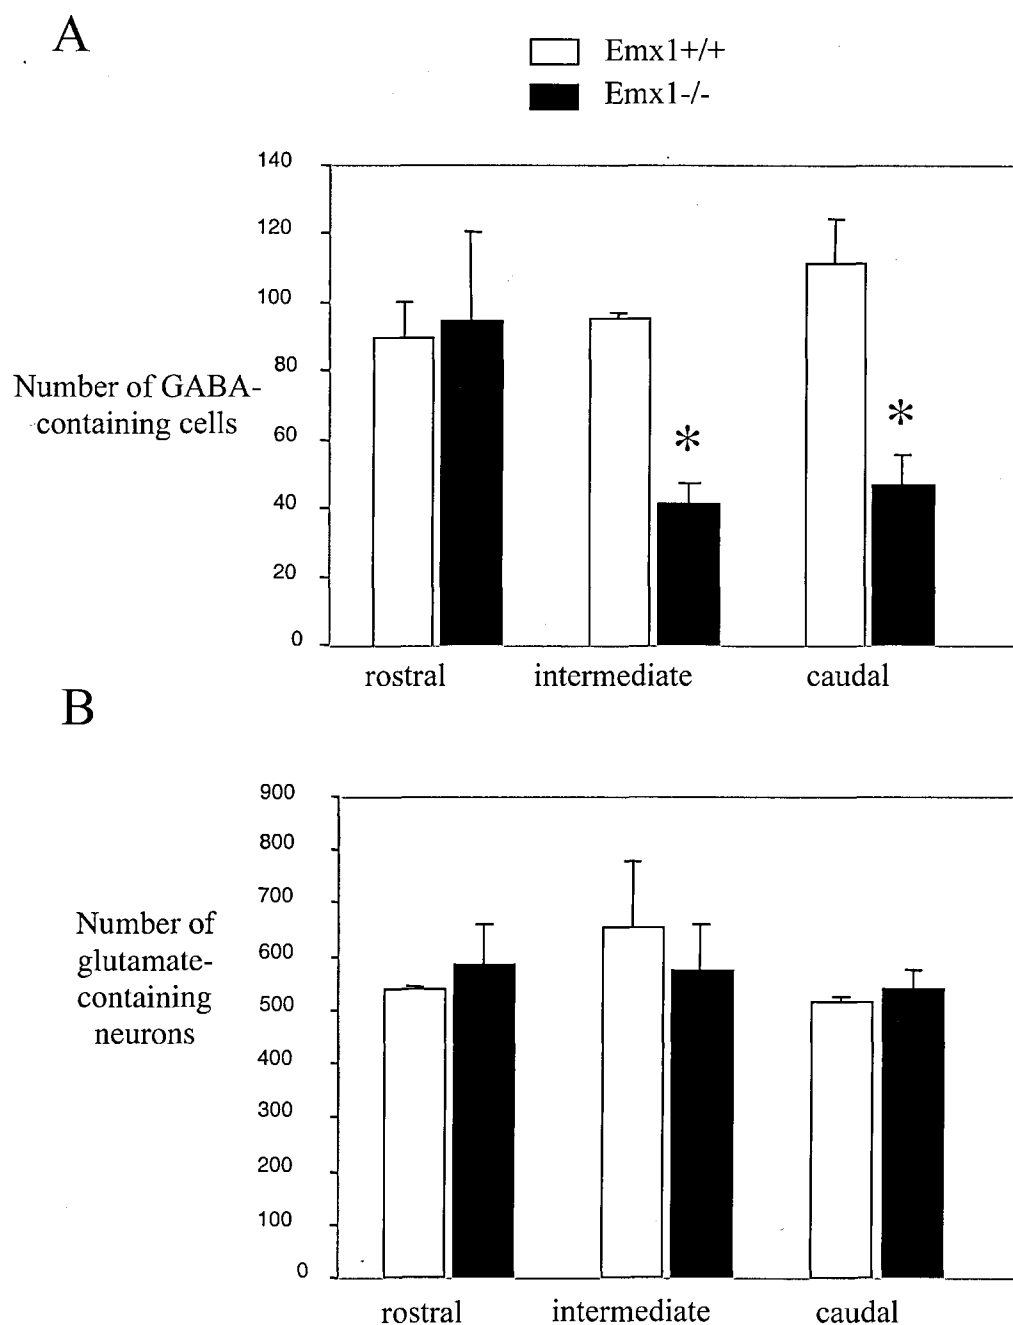 A
Emx1+/+
Emx1-/-
140
120
100
80
60
40
20
0
Number of GABA-
containing cells
*
*
rostral
intermediate
caudal
B
900
800
700
600
500
400
300
200
100
0
Number of
glutamate-
containing
neurons
rostral
intermediate
caudal